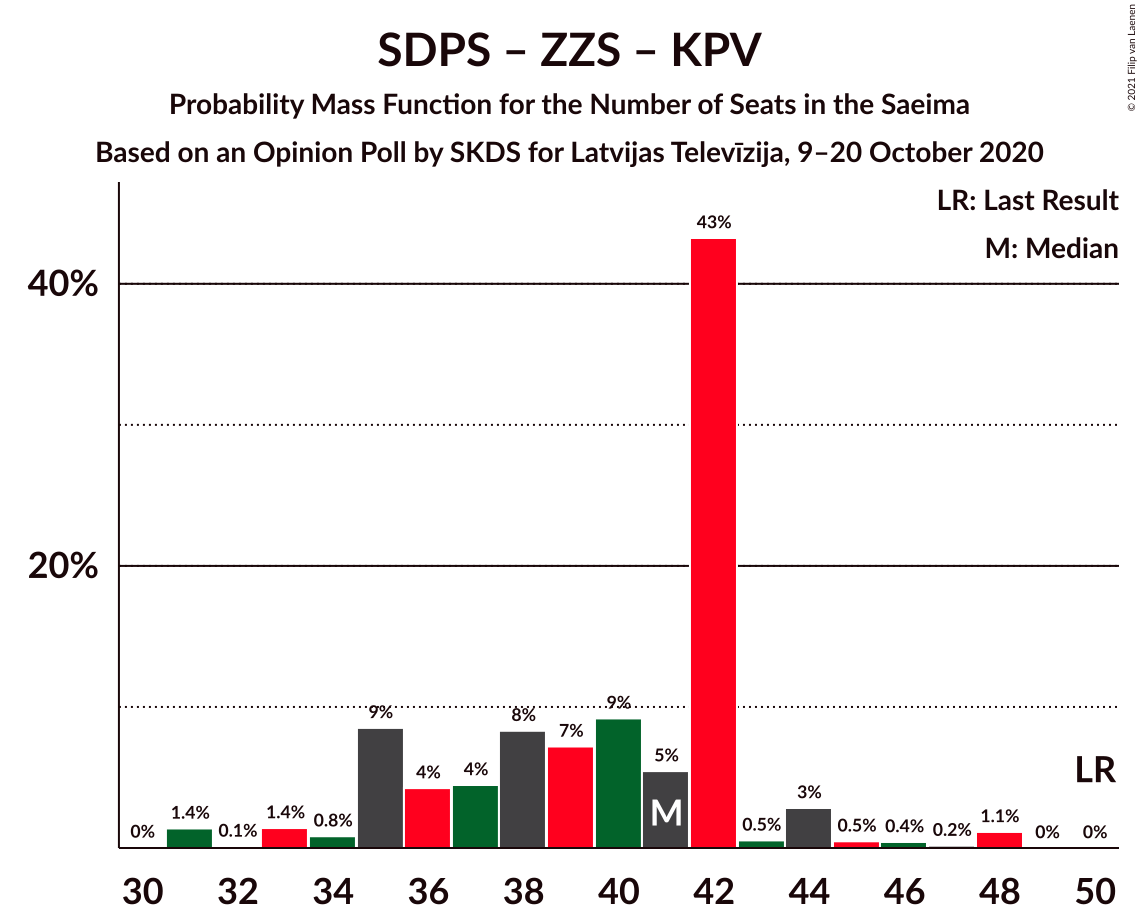 SDPS – ZZS – KPV
Probability Mass Function for the Number of Seats in the Saeima
Based on an Opinion Poll by SKDS for Latvijas Televīzija, 9–20 October 2020
© 2021 Filip van Laenen
LR: Last Result
M: Median
43%
40%
20%
9%
9%
8%
7%
5%
4%
4%
3%
1.4%
1.4%
1.1%
0%
0.1%
0.8%
0.5%
0.5%
0.4%
0.2%
0%
0%
LR
M
30 32 34 36 38 40 42 44 46 48 50